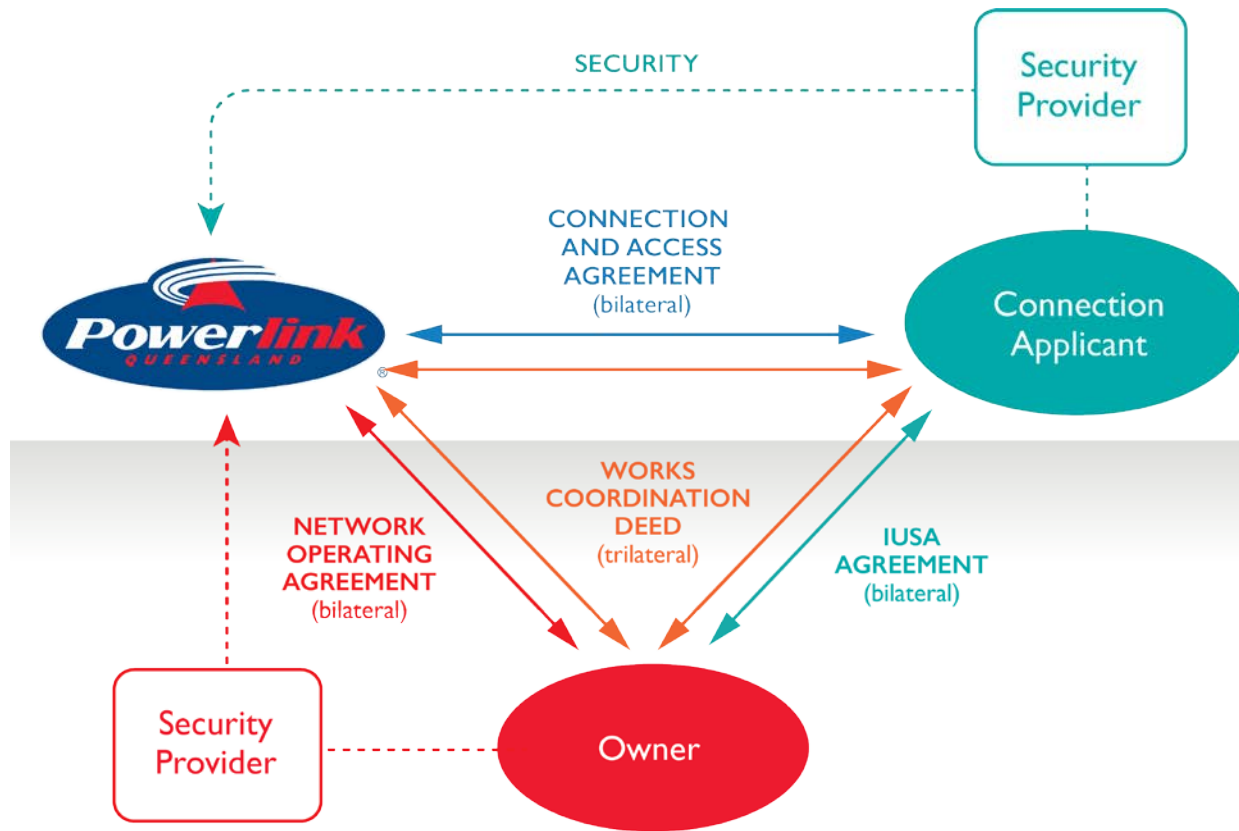 SECURITY
Security
Provider
CONNECTION
AND ACCESS
AGREEMENT
(bilateral)
Powerlink
QUEENSLAND
®
Connection
Applicant
WORKS
COORDINATION
DEED
(trilateral)
NETWORK
OPERATING
AGREEMENT
(bilateral)
IUSA
AGREEMENT
(bilateral)
Security
Provider
Owner